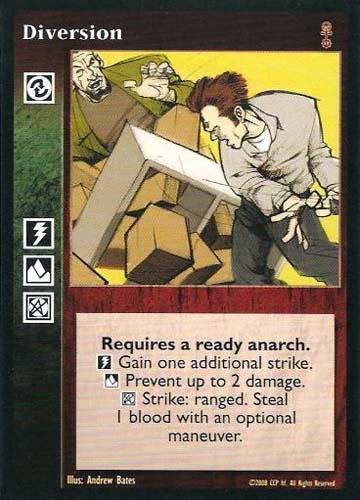 Diversion
Requires a ready anarch.
Gain one additional strike.
Prevent up to 2 damage.
Strike: ranged. Steal
1 blood with an optional
maneuver.
Illus: Andrew Bates
©2008 CCP hf. All Rights Reserved